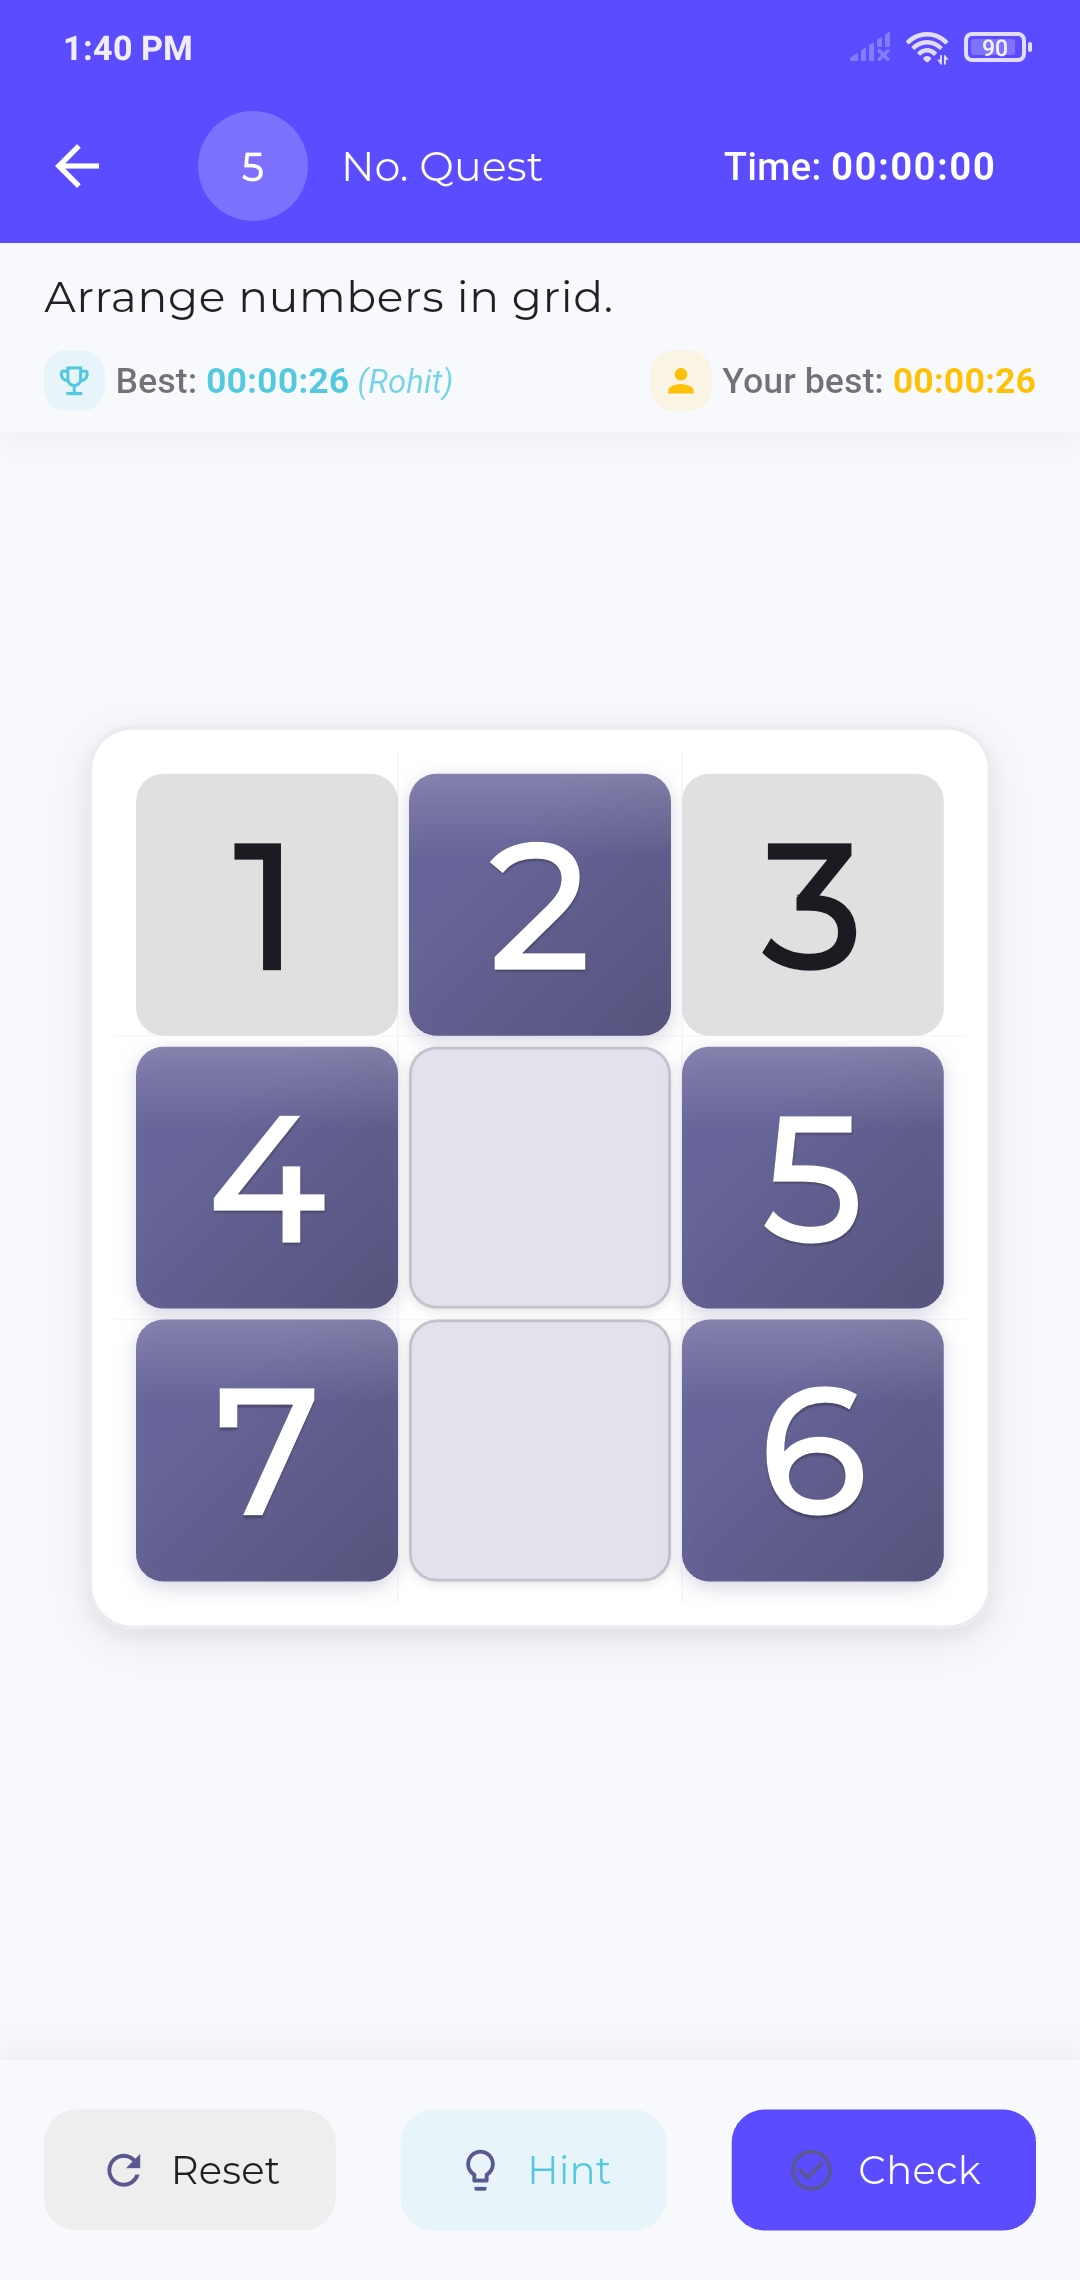 1:40 PM 90
5 No. Quest Time: 00:00:00
Arrange numbers in grid.
Best: 00:00:26 (Rohit) Your best: 00:00:26
1 2 3
4 5
7 6
Reset Hint Check